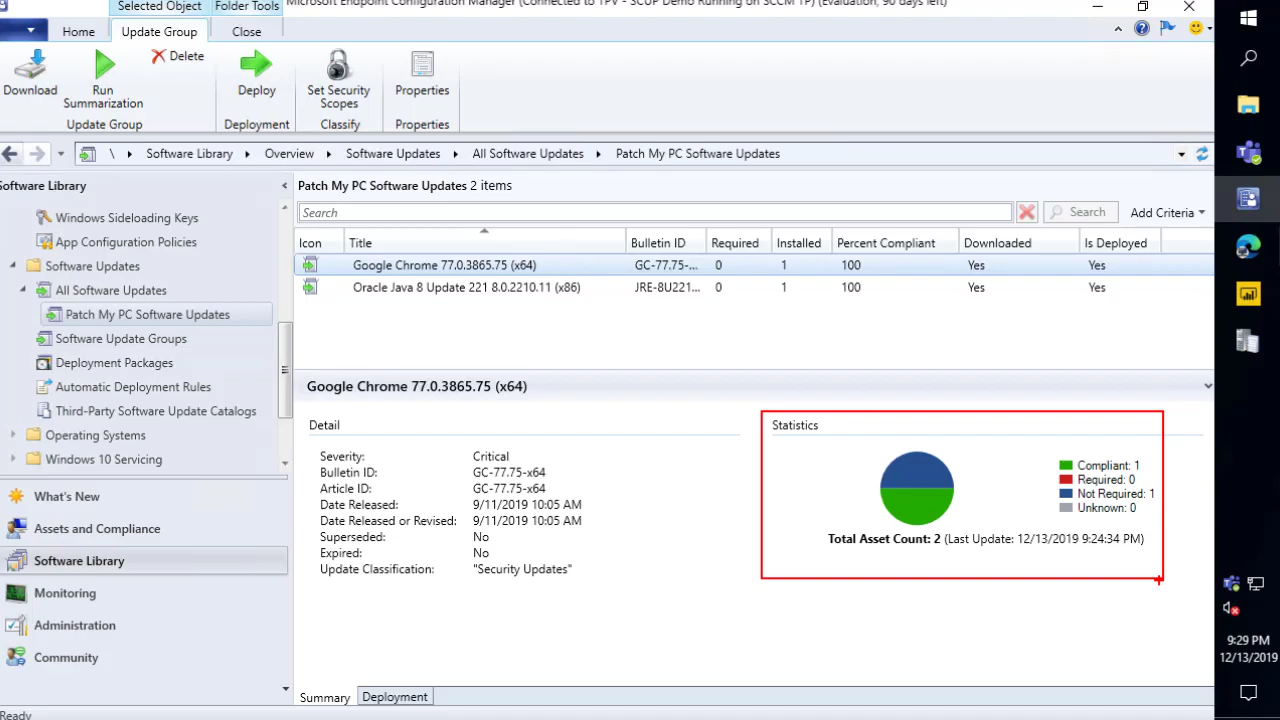 Selected Object Folder Tools Microsoft Endpoint Configuration Manager (Connected to TPV - SCUP Demo Running on SCCM TP) (Evaluation, 90 days left)
Home Update Group Close
Download
Run Summarization
Delete
Update Group
Deploy
Deployment
Set Security Scopes
Classify
Properties
Properties
\ Software Library Overview Software Updates All Software Updates Patch My PC Software Updates
Software Library
Windows Sideloading Keys
App Configuration Policies
Software Updates
All Software Updates
Patch My PC Software Updates
Software Update Groups
Deployment Packages
Automatic Deployment Rules
Third-Party Software Update Catalogs
Operating Systems
Windows 10 Servicing
What's New
Assets and Compliance
Software Library
Monitoring
Administration
Community
Ready
Patch My PC Software Updates 2 items
Search Search Add Criteria
Icon Title Bulletin ID Required Installed Percent Compliant Downloaded Is Deployed
Google Chrome 77.0.3865.75 (x64) GC-77.75-... 0 1 100 Yes Yes
Oracle Java 8 Update 221 8.0.2210.11 (x86) JRE-8U221... 0 1 100 Yes Yes
Google Chrome 77.0.3865.75 (x64)
Detail
Severity: Critical
Bulletin ID: GC-77.75-x64
Article ID: GC-77.75-x64
Date Released: 9/11/2019 10:05 AM
Date Released or Revised: 9/11/2019 10:05 AM
Superseded: No
Expired: No
Update Classification: "Security Updates"
Statistics
Compliant: 1
Required: 0
Not Required: 1
Unknown: 0
Total Asset Count: 2 (Last Update: 12/13/2019 9:24:34 PM)
Summary Deployment
9:29 PM
12/13/2019